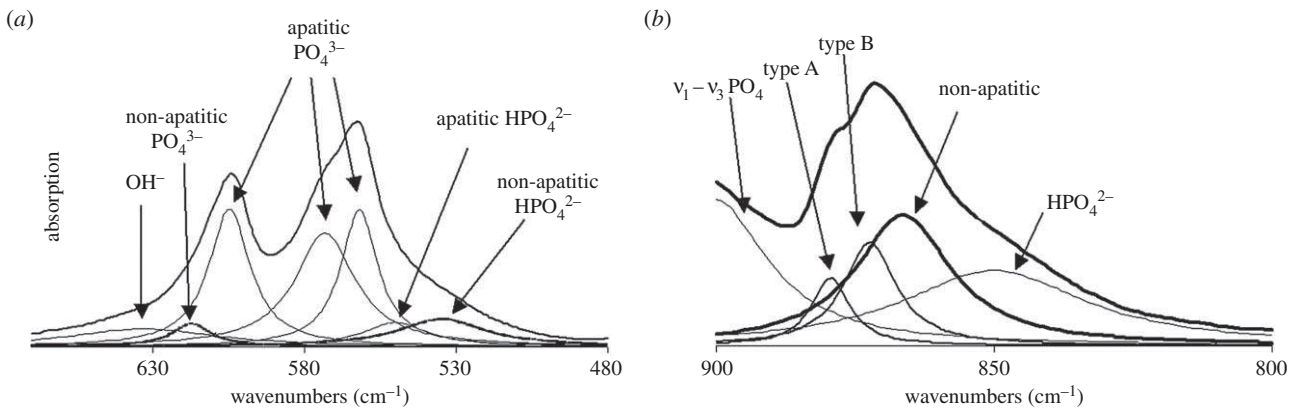 (a)
apatitic
PO₄³⁻
non-apatitic
PO₄³⁻
OH⁻
apatitic HPO₄²⁻
non-apatitic
HPO₄²⁻
absorption
630
580
530
480
wavenumbers (cm⁻¹)
(b)
type B
type A
ν₁ – ν₃ PO₄
non-apatitic
HPO₄²⁻
900
850
800
wavenumbers (cm⁻¹)